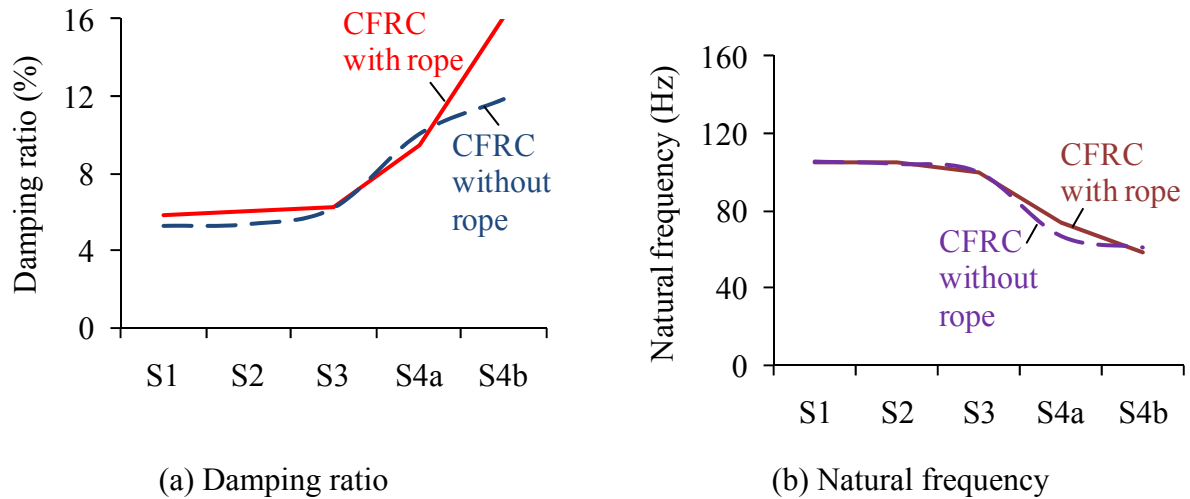 Damping ratio (%)
16
12
8
4
0
CFRC
with rope
CFRC
without
rope
S1 S2 S3 S4a S4b
(a) Damping ratio
Natural frequency (Hz)
160
120
80
40
0
CFRC
with rope
CFRC
without
rope
S1 S2 S3 S4a S4b
(b) Natural frequency